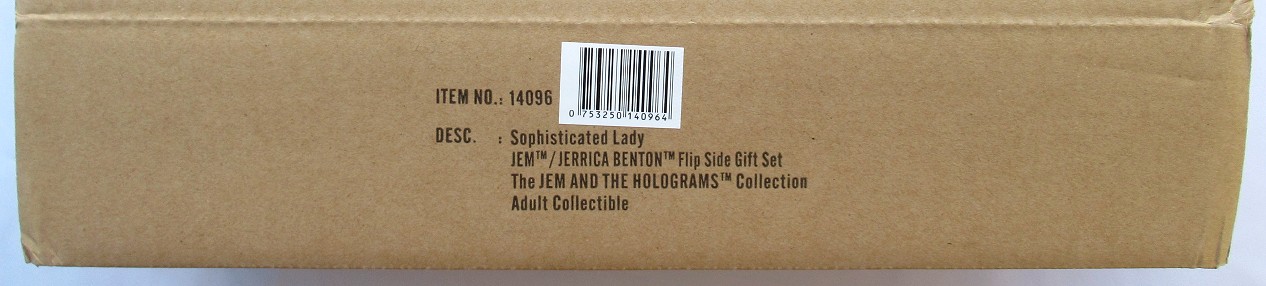 ITEM NO.: 14096
0 753250 140964
DESC. : Sophisticated Lady
JEM™/JERRICA BENTON™ Flip Side Gift Set
The JEM AND THE HOLOGRAMS™ Collection
Adult Collectible